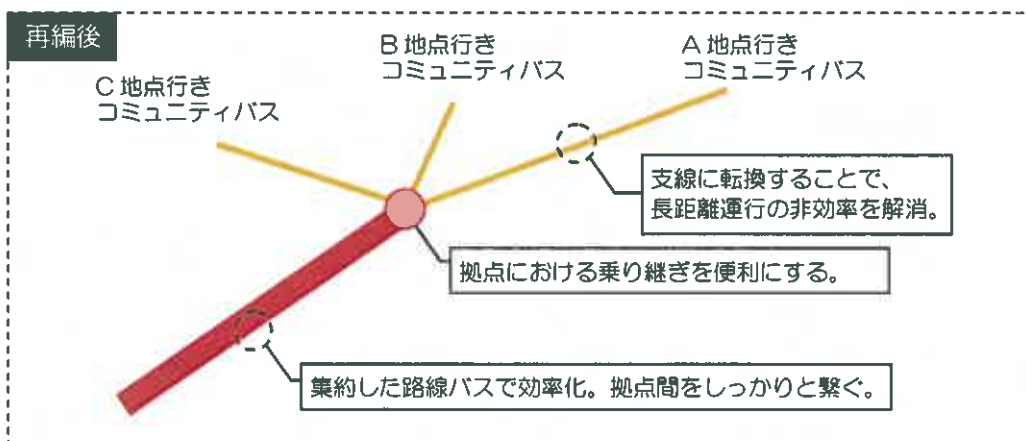 再編後
C 地点行き
コミュニティバス
B 地点行き
コミュニティバス
A 地点行き
コミュニティバス
支線に転換することで、
長距離運行の非効率を解消。
拠点における乗り継ぎを便利にする。
集約した路線バスで効率化。拠点間をしっかりと繋ぐ。